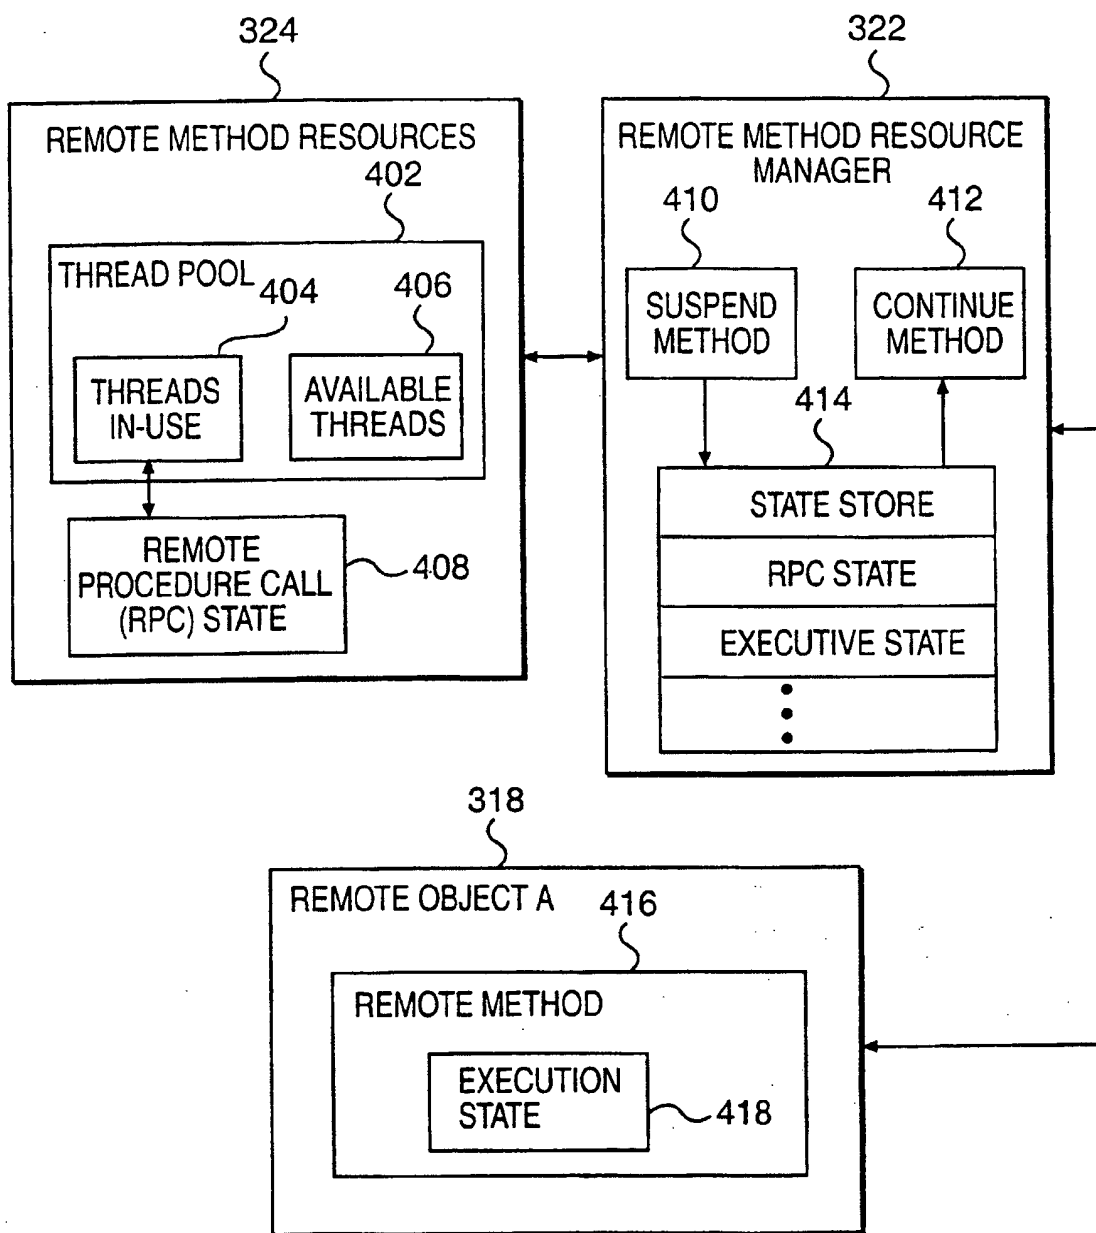 324
322
REMOTE METHOD RESOURCES
402
THREAD POOL
404
406
THREADS
IN-USE
AVAILABLE
THREADS
REMOTE
PROCEDURE CALL
(RPC) STATE
408
REMOTE METHOD RESOURCE
MANAGER
410
412
SUSPEND
METHOD
CONTINUE
METHOD
414
STATE STORE
RPC STATE
EXECUTIVE STATE
318
REMOTE OBJECT A
416
REMOTE METHOD
EXECUTION
STATE
418